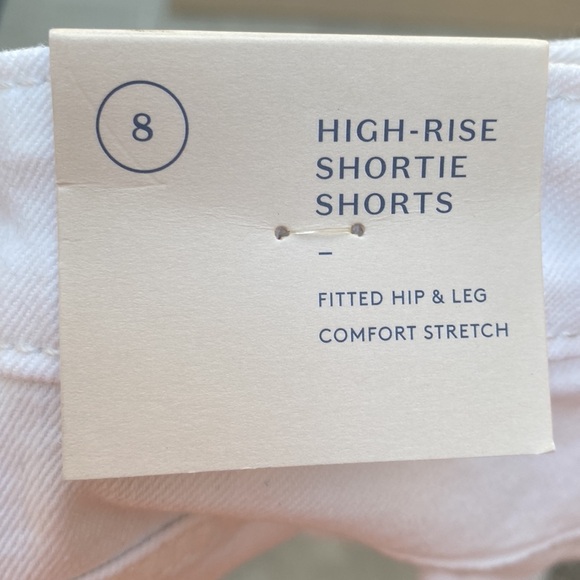 8
HIGH-RISE
SHORTIE
SHORTS
–
FITTED HIP & LEG
COMFORT STRETCH